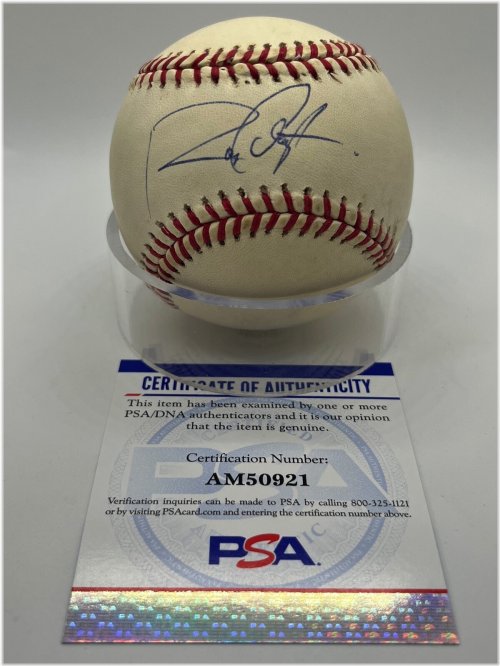 CERTIFICATE OF AUTHENTICITY
This item has been examined by one or more
PSA/DNA authenticators and it is our opinion
that the item is genuine.
Certification Number:
AM50921
Verification inquiries can be made to PSA by calling 800-325-1121
or by visiting PSAcard.com and entering the certification number above.
PSA